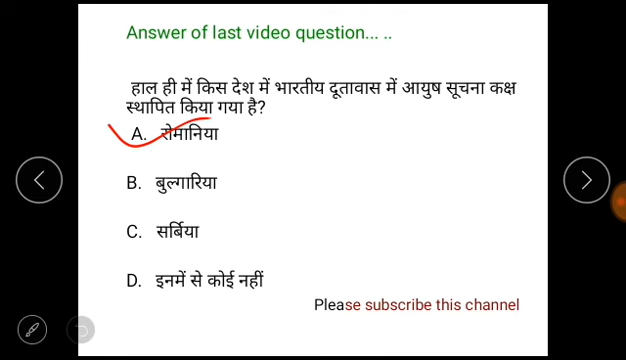 Answer of last video question... ..
हाल ही में किस देश में भारतीय दूतावास में आयुष सूचना कक्ष
स्थापित किया गया है?
A. रोमानिया
B. बुल्गारिया
C. सर्बिया
D. इनमें से कोई नहीं
Please subscribe this channel